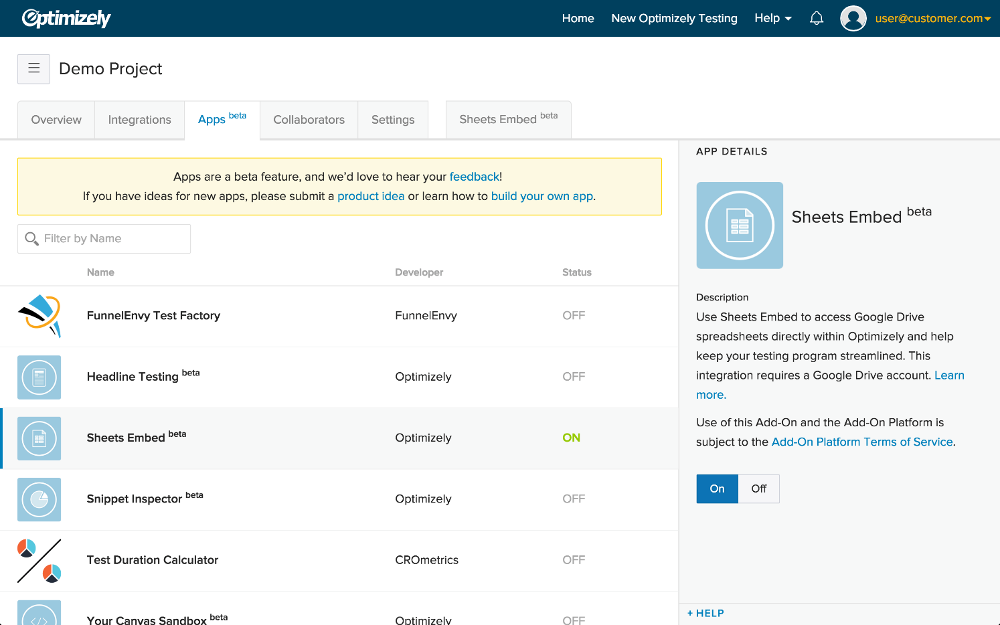 Optimizely
Home New Optimizely Testing Help user@customer.com
Demo Project
Overview Integrations Apps beta Collaborators Settings Sheets Embed beta
Apps are a beta feature, and we'd love to hear your feedback!
If you have ideas for new apps, please submit a product idea or learn how to build your own app.
Filter by Name
Name Developer Status
FunnelEnvy Test Factory FunnelEnvy OFF
Headline Testing beta Optimizely OFF
Sheets Embed beta Optimizely ON
Snippet Inspector beta Optimizely OFF
Test Duration Calculator CROmetrics OFF
Your Canvas Sandbox beta Optimizely OFF
APP DETAILS
Sheets Embed beta
Description
Use Sheets Embed to access Google Drive
spreadsheets directly within Optimizely and help
keep your testing program streamlined. This
integration requires a Google Drive account. Learn
more.
Use of this Add-On and the Add-On Platform is
subject to the Add-On Platform Terms of Service.
On Off
+ HELP